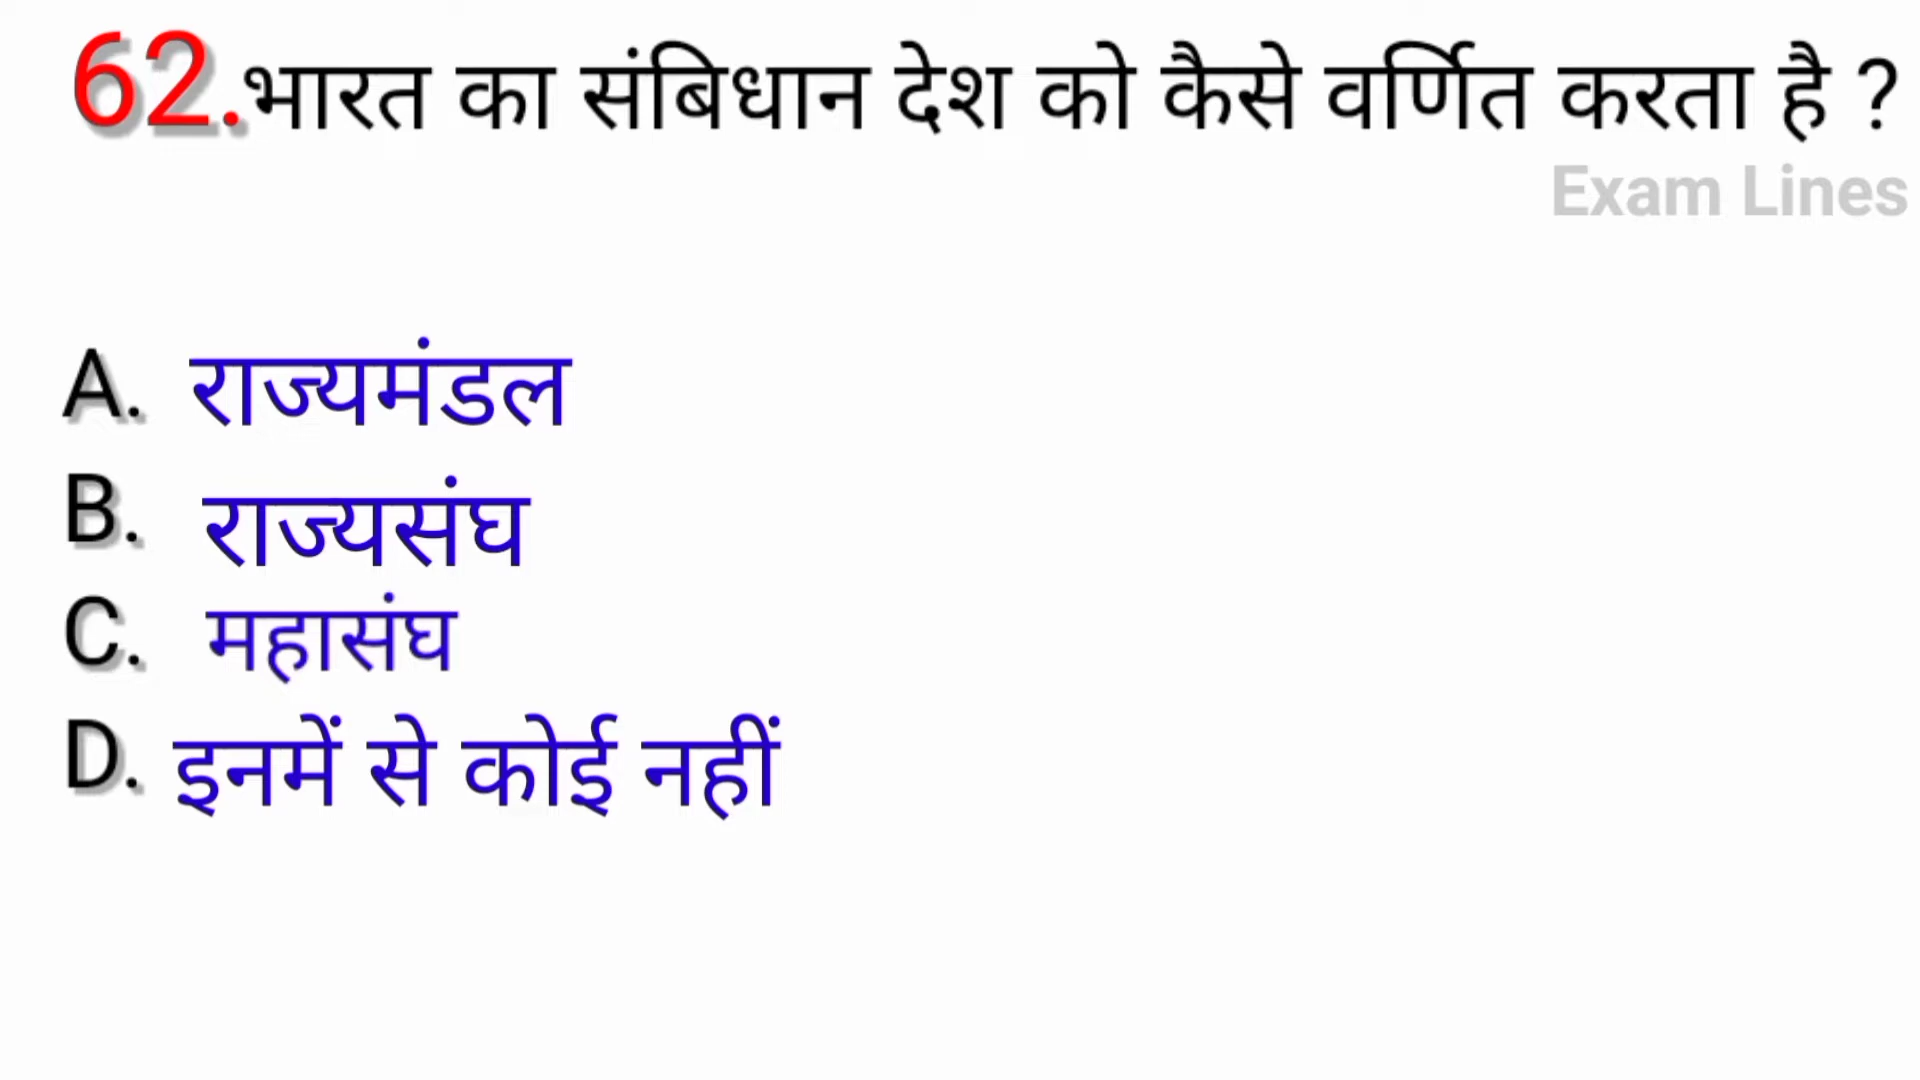 62.भारत का संबिधान देश को कैसे वर्णित करता है ?
Exam Lines
A. राज्यमंडल
B. राज्यसंघ
C. महासंघ
D. इनमें से कोई नहीं